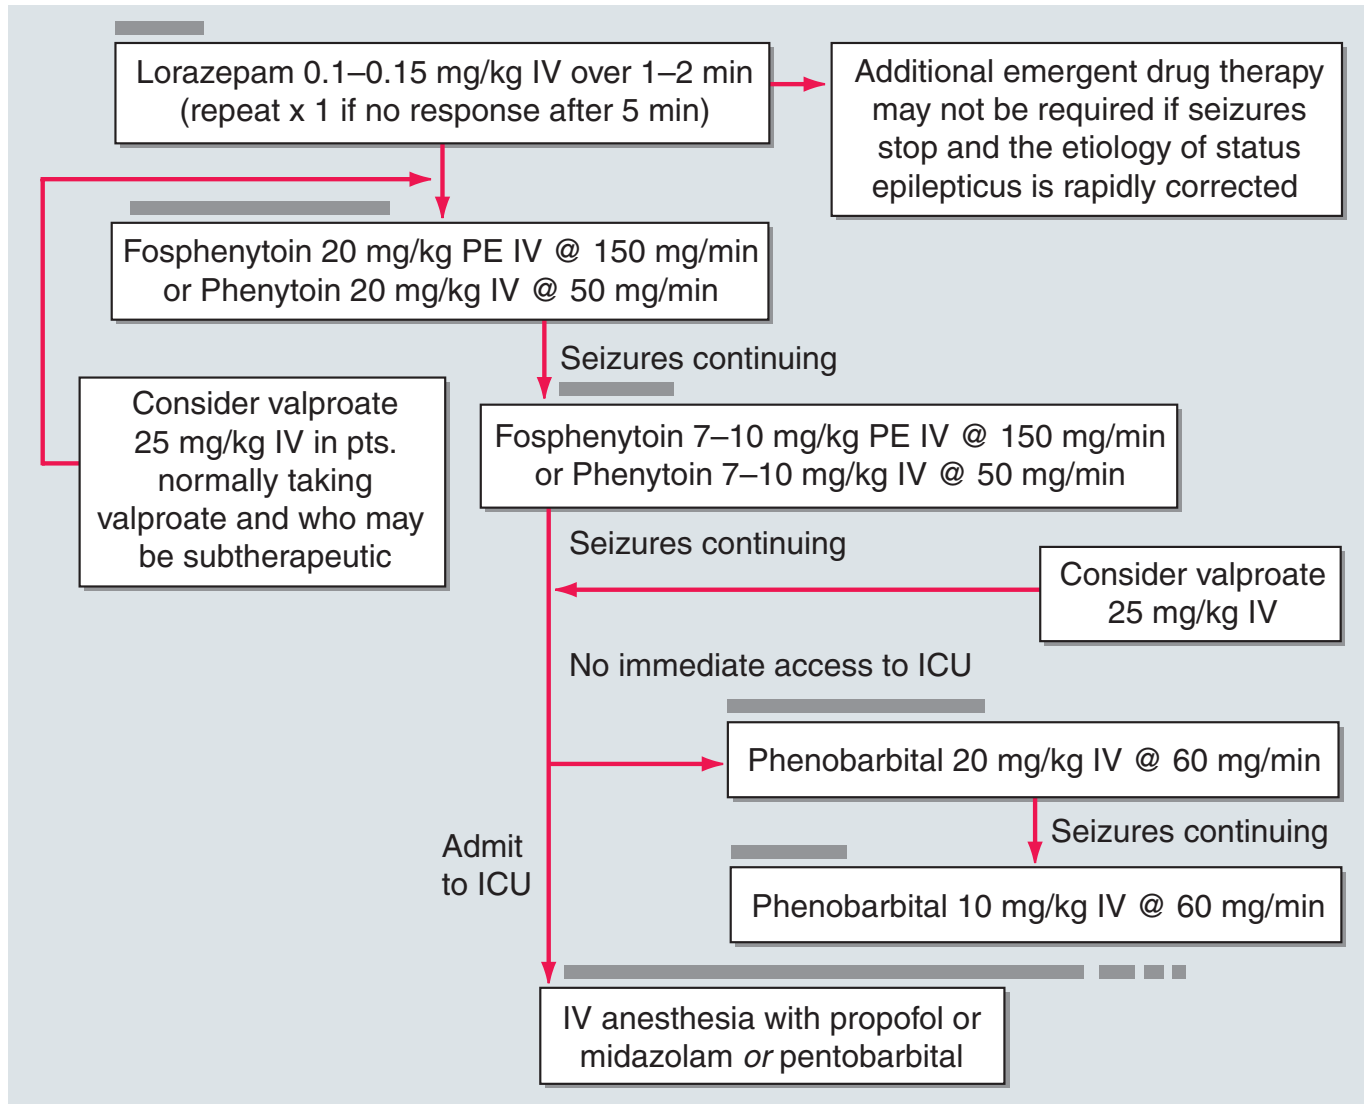 Lorazepam 0.1–0.15 mg/kg IV over 1–2 min
(repeat x 1 if no response after 5 min)
Additional emergent drug therapy
may not be required if seizures
stop and the etiology of status
epilepticus is rapidly corrected
Fosphenytoin 20 mg/kg PE IV @ 150 mg/min
or Phenytoin 20 mg/kg IV @ 50 mg/min
Seizures continuing
Consider valproate
25 mg/kg IV in pts.
normally taking
valproate and who may
be subtherapeutic
Fosphenytoin 7–10 mg/kg PE IV @ 150 mg/min
or Phenytoin 7–10 mg/kg IV @ 50 mg/min
Seizures continuing
Consider valproate
25 mg/kg IV
No immediate access to ICU
Phenobarbital 20 mg/kg IV @ 60 mg/min
Seizures continuing
Admit
to ICU
Phenobarbital 10 mg/kg IV @ 60 mg/min
IV anesthesia with propofol or
midazolam or pentobarbital